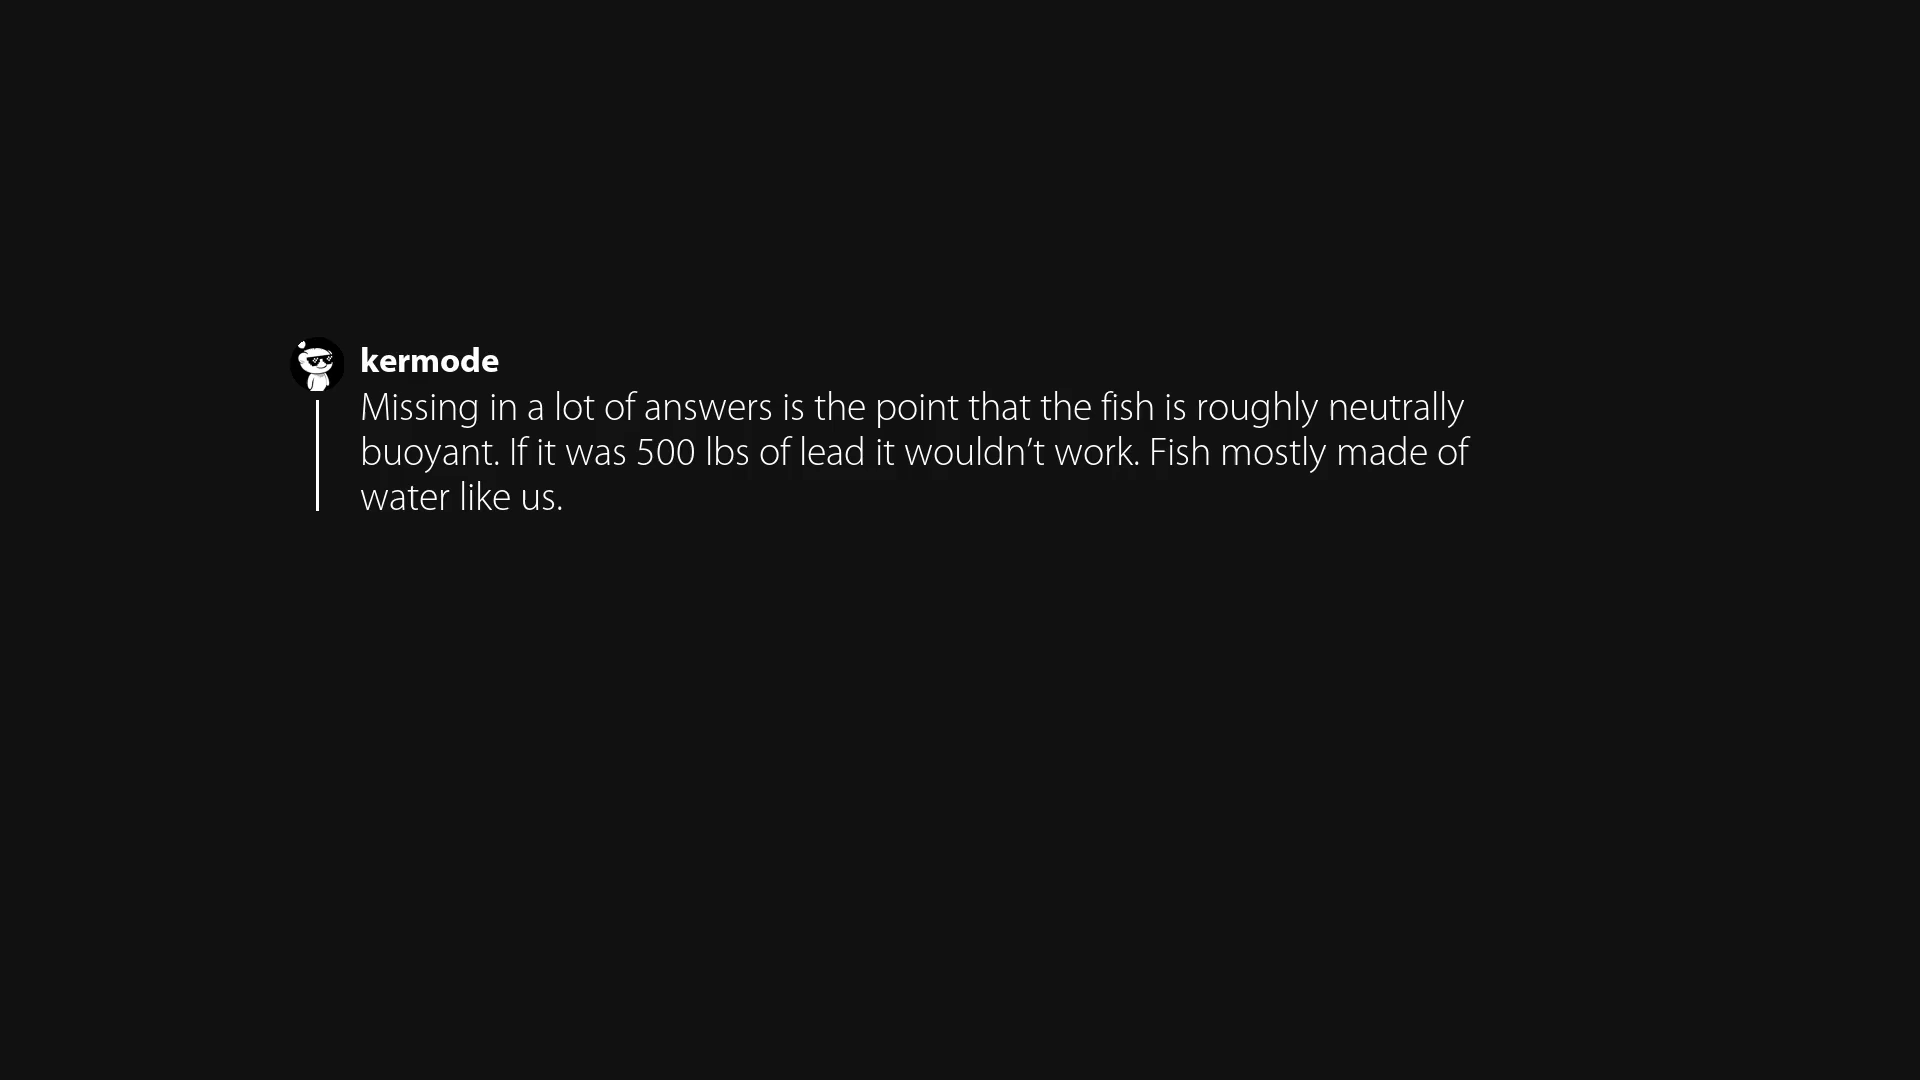 kermode
Missing in a lot of answers is the point that the fish is roughly neutrally
buoyant. If it was 500 lbs of lead it wouldn’t work. Fish mostly made of
water like us.